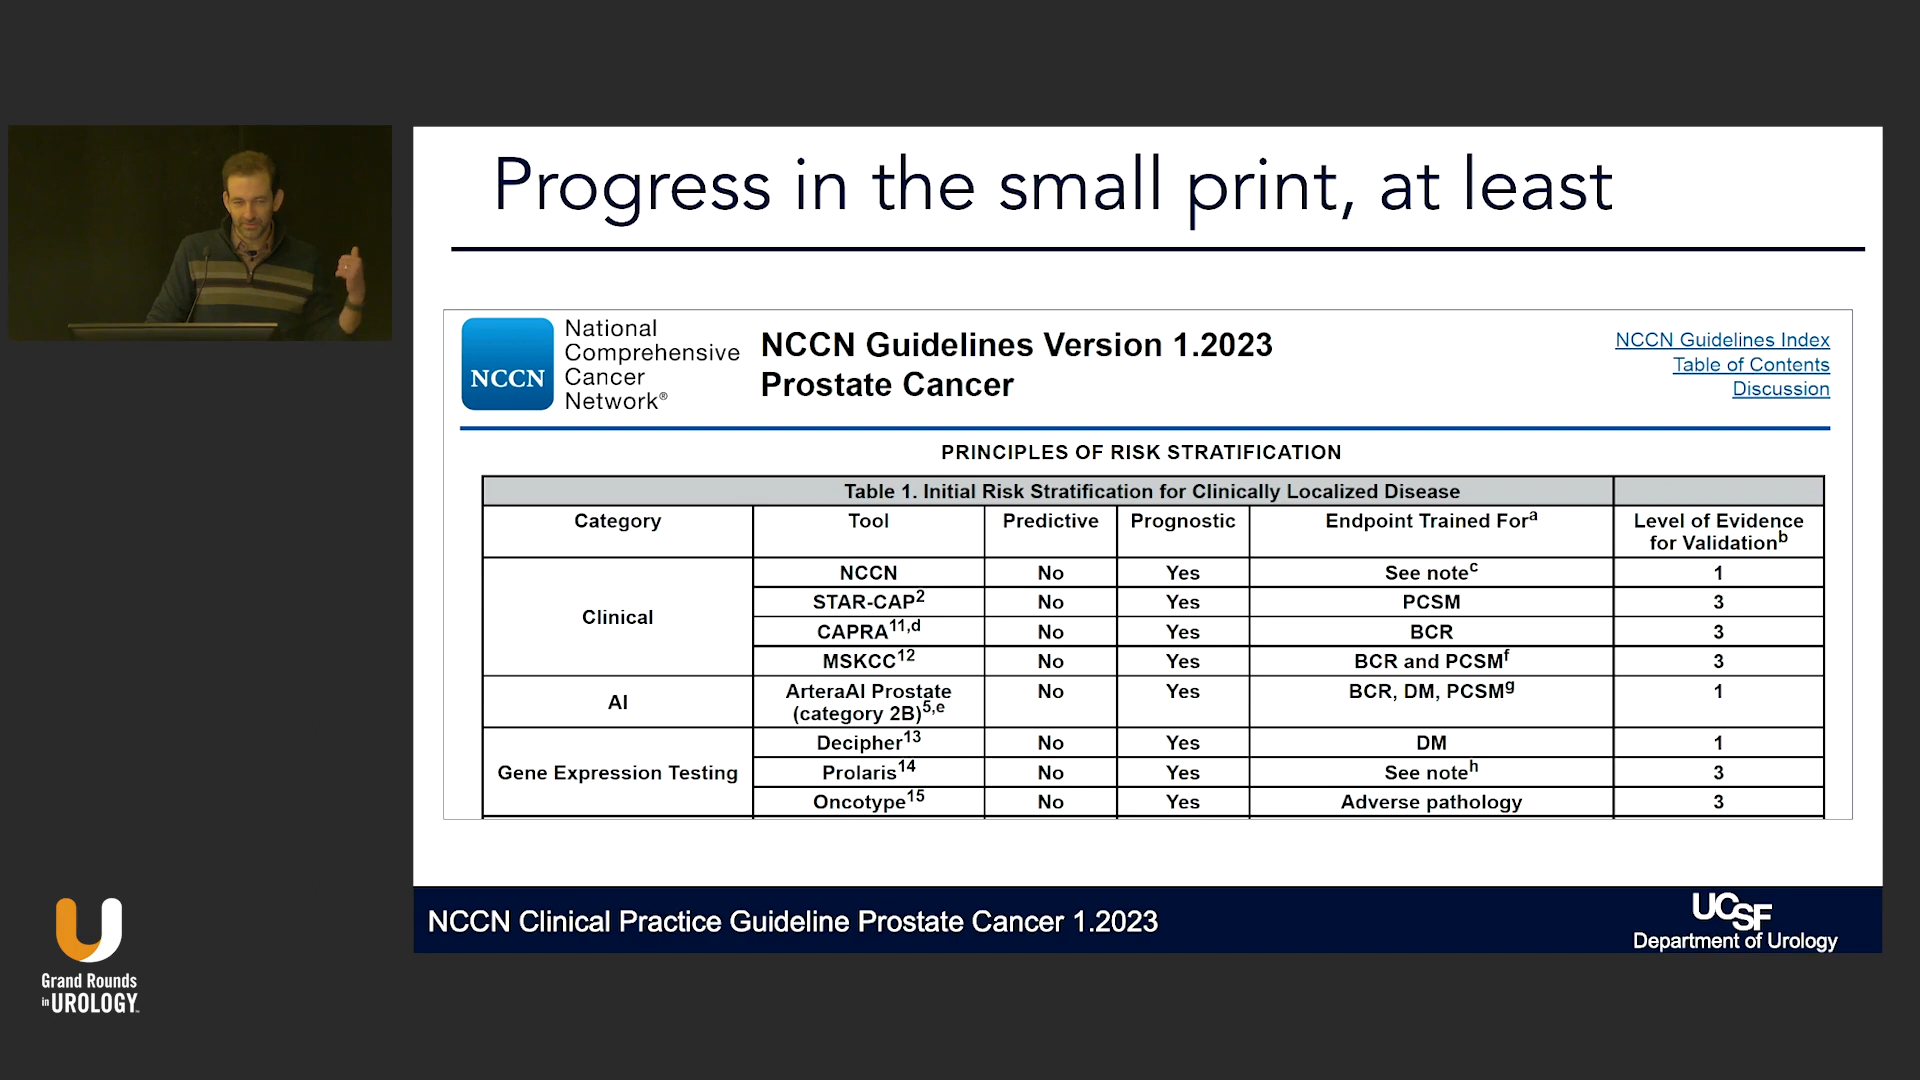 Progress in the small print, at least
NCCN
National
Comprehensive
Cancer
Network®
NCCN Guidelines Version 1.2023
Prostate Cancer
NCCN Guidelines Index
Table of Contents
Discussion
PRINCIPLES OF RISK STRATIFICATION
Table 1. Initial Risk Stratification for Clinically Localized Disease
Category Tool Predictive Prognostic Endpoint Trained Forᵃ Level of Evidence
for Validationᵇ
Clinical
NCCN No Yes See noteᶜ 1
STAR-CAP² No Yes PCSM 3
CAPRA¹¹,ᵈ No Yes BCR 3
MSKCC¹² No Yes BCR and PCSMᶠ 3
AI
ArteraAI Prostate No Yes BCR, DM, PCSMᵍ 1
(category 2B)⁵,ᵉ
Gene Expression Testing
Decipher¹³ No Yes DM 1
Prolaris¹⁴ No Yes See noteʰ 3
Oncotype¹⁵ No Yes Adverse pathology 3
NCCN Clinical Practice Guideline Prostate Cancer 1.2023
UCSF
Department of Urology
U
Grand Rounds
in UROLOGY